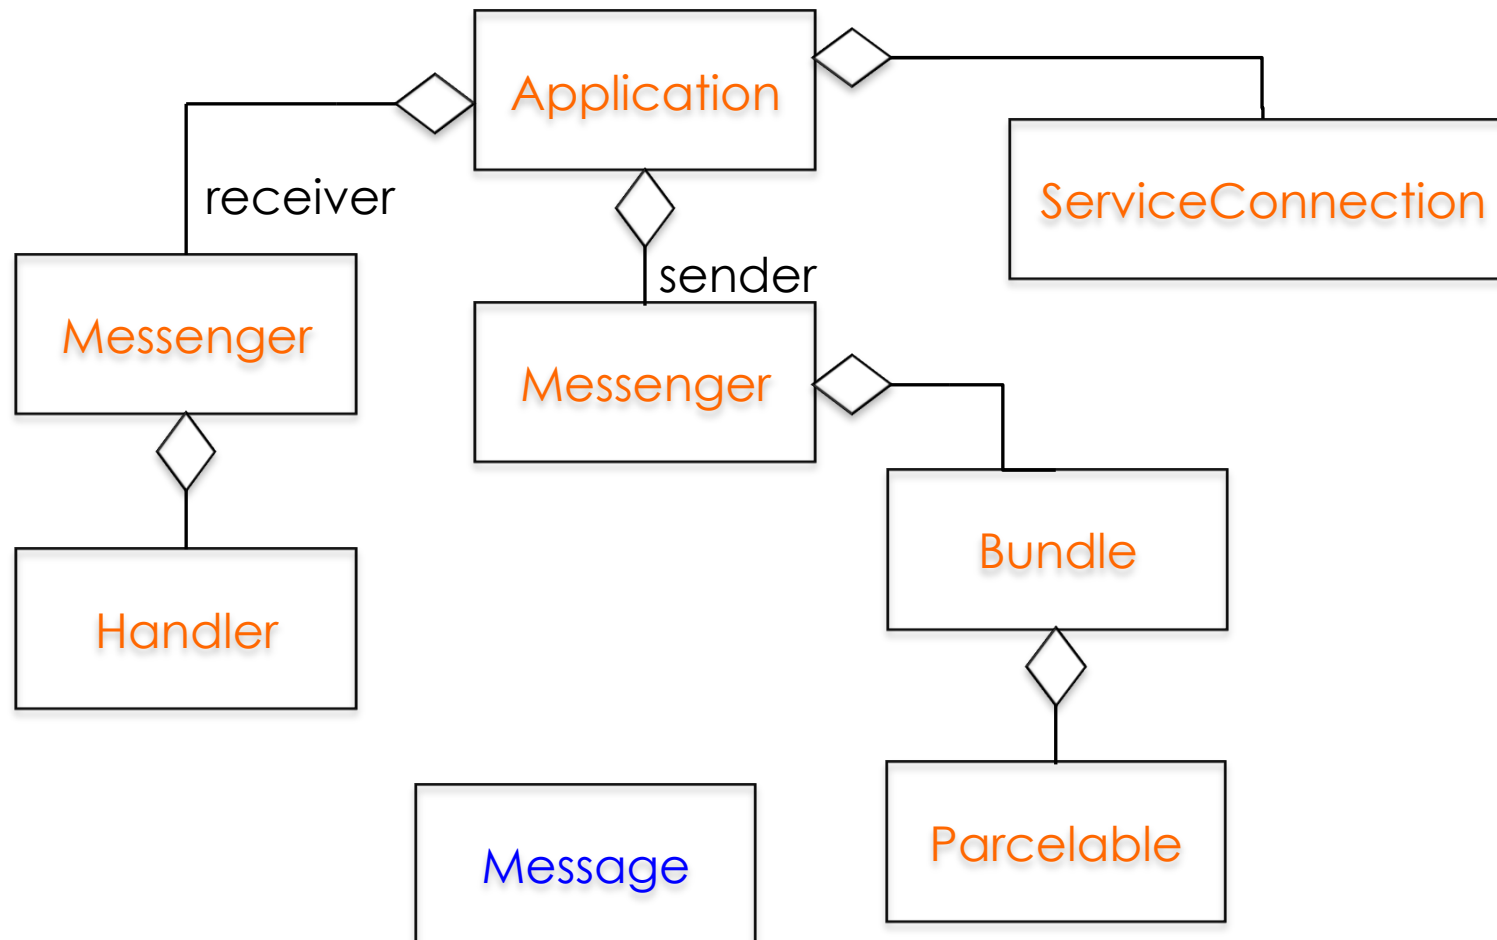 Application
receiver
ServiceConnection
sender
Messenger
Messenger
Bundle
Handler
Parcelable
Message